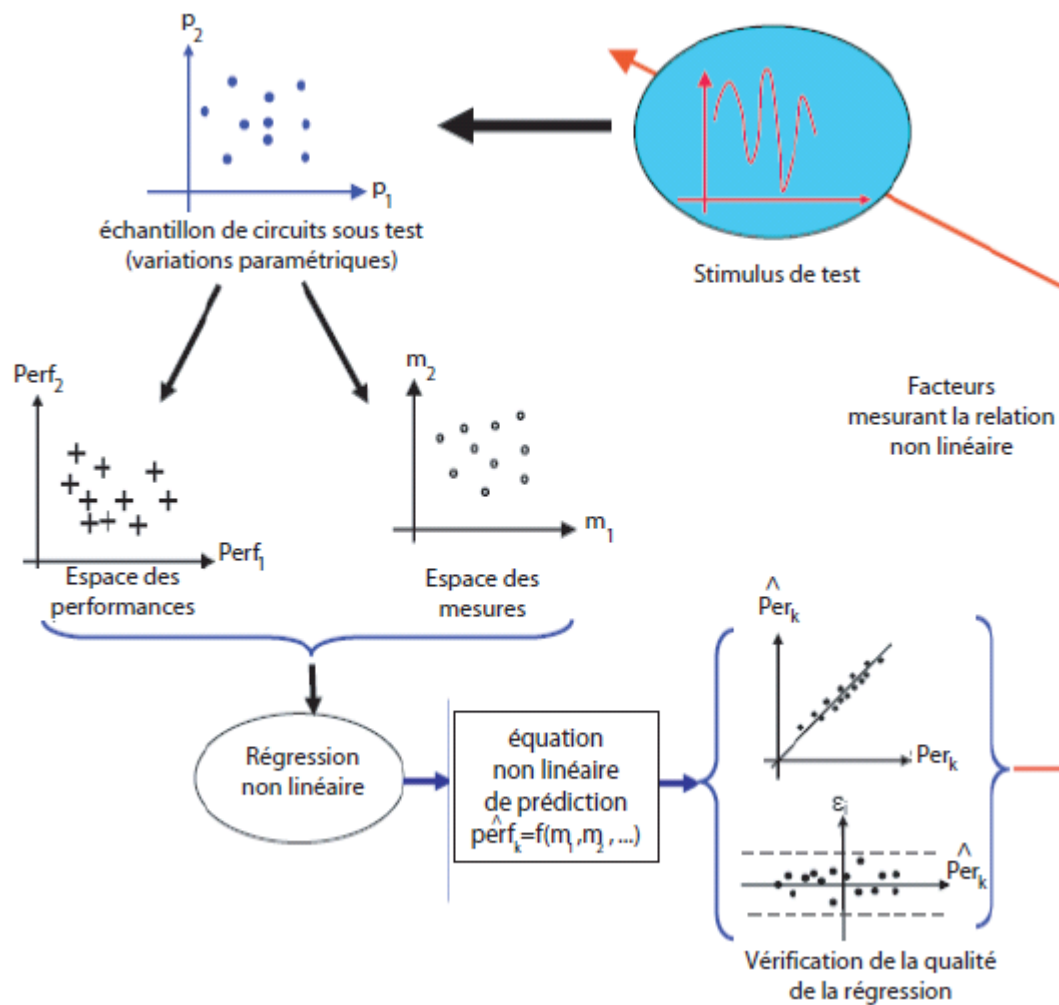 p2
p1
échantillon de circuits sous test
(variations paramétriques)
Stimulus de test
Perf2
Perf1
Espace des
performances
m2
m1
Espace des
mesures
Facteurs
mesurant la relation
non linéaire
Régression
non linéaire
équation
non linéaire
de prédiction
pêrfk=f(m1,m2, ...)
P̂erk
Perk
εi
P̂erk
Vérification de la qualité
de la régression